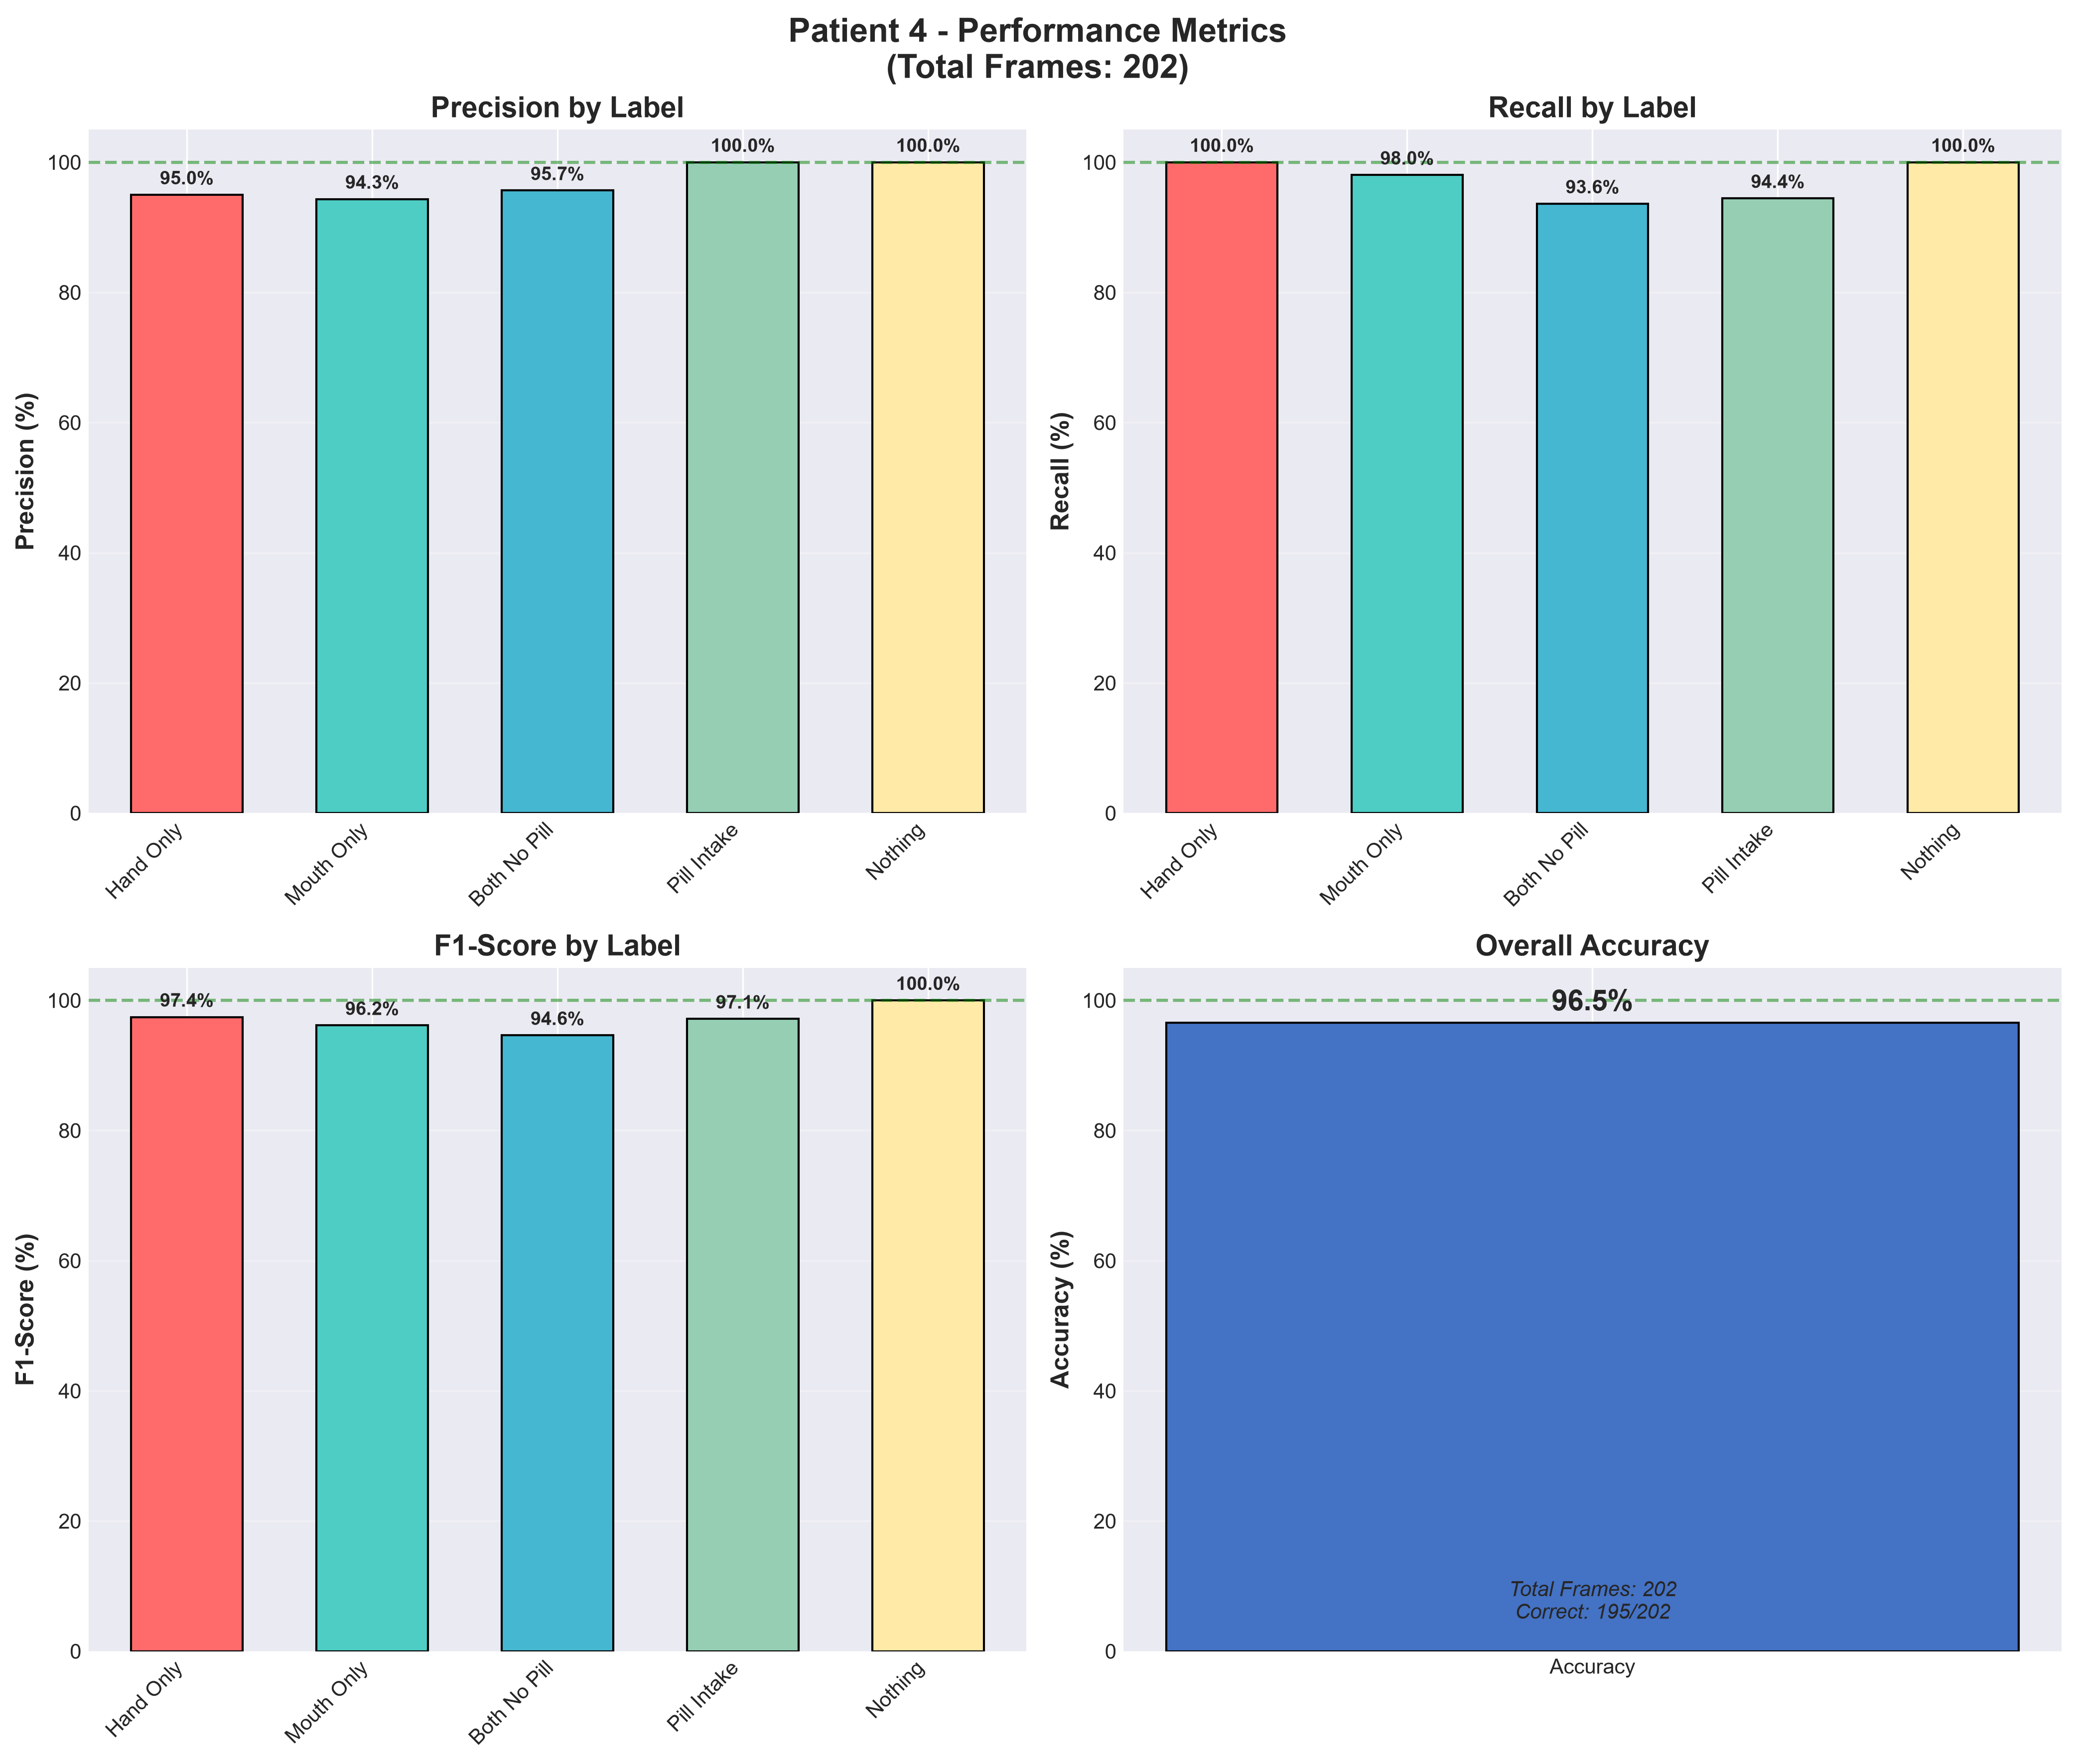 Patient 4 - Performance Metrics
(Total Frames: 202)
Precision by Label
Precision (%)
100
80
60
40
20
0
95.0%
94.3%
95.7%
100.0%
100.0%
Hand Only
Mouth Only
Both No Pill
Pill Intake
Nothing
Recall by Label
Recall (%)
100
80
60
40
20
0
100.0%
98.0%
93.6%
94.4%
100.0%
Hand Only
Mouth Only
Both No Pill
Pill Intake
Nothing
F1-Score by Label
F1-Score (%)
100
80
60
40
20
0
97.4%
96.2%
94.6%
97.1%
100.0%
Hand Only
Mouth Only
Both No Pill
Pill Intake
Nothing
Overall Accuracy
Accuracy (%)
100
80
60
40
20
0
96.5%
Total Frames: 202
Correct: 195/202
Accuracy